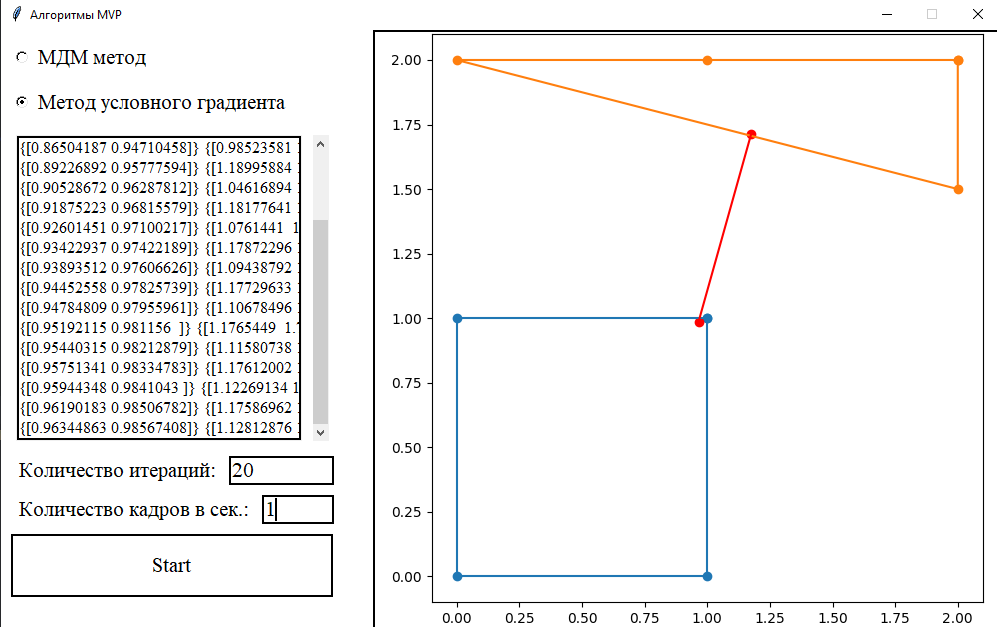 Алгоритмы MVP
МДМ метод
Метод условного градиента
{[0.86504187 0.94710458]} {[0.98523581
{[0.89226892 0.95777594]} {[1.18995884
{[0.90528672 0.96287812]} {[1.04616894
{[0.91875223 0.96815579]} {[1.18177641
{[0.92601451 0.97100217]} {[1.0761441 1
{[0.93422937 0.97422189]} {[1.17872296
{[0.93893512 0.97606626]} {[1.09438792
{[0.94452558 0.97825739]} {[1.17729633
{[0.94784809 0.97955961]} {[1.10678496
{[0.95192115 0.981156 ]} {[1.1765449 1.7
{[0.95440315 0.98212879]} {[1.11580738
{[0.95751341 0.98334783]} {[1.17612002
{[0.95944348 0.9841043 ]} {[1.12269134 1
{[0.96190183 0.98506782]} {[1.17586962
{[0.96344863 0.98567408]} {[1.12812876
Количество итераций: 20
Количество кадров в сек.: 1
Start
2.00
1.75
1.50
1.25
1.00
0.75
0.50
0.25
0.00
0.00 0.25 0.50 0.75 1.00 1.25 1.50 1.75 2.00